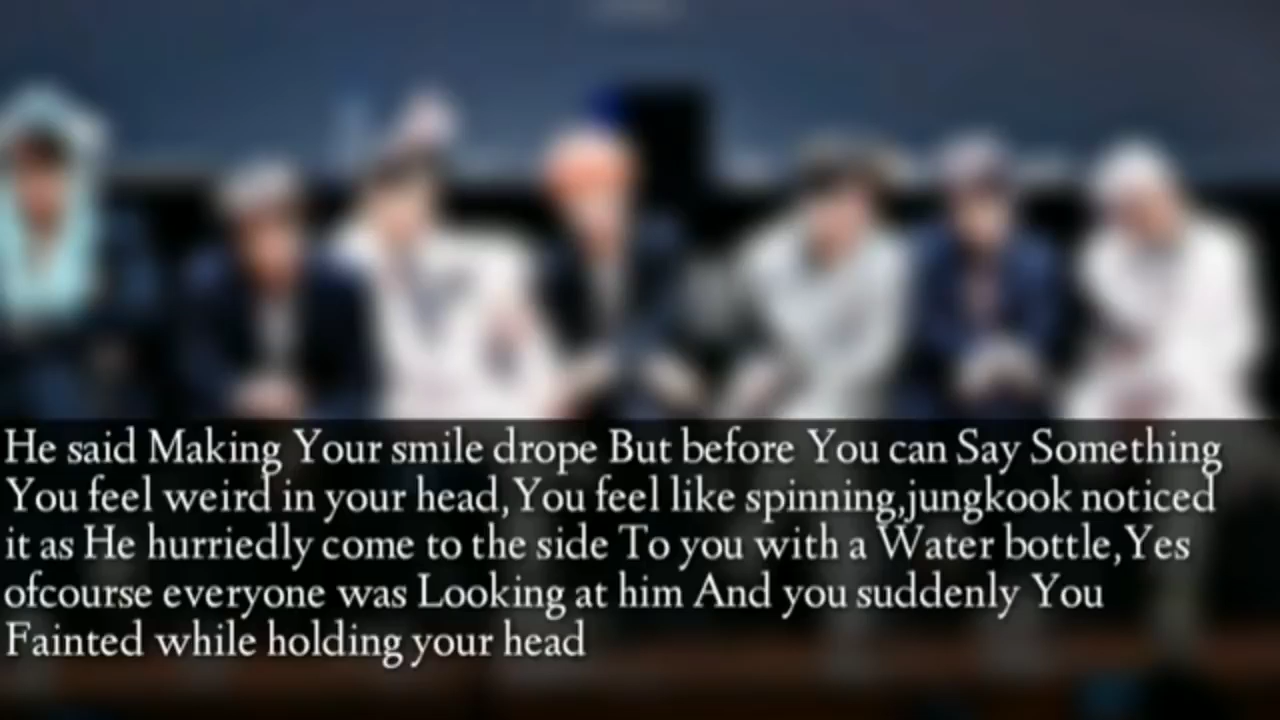 He said Making Your smile drope But before You can Say Something
You feel weird in your head,You feel like spinning,jungkook noticed
it as He hurriedly come to the side To you with a Water bottle,Yes
ofcourse everyone was Looking at him And you suddenly You
Fainted while holding your head